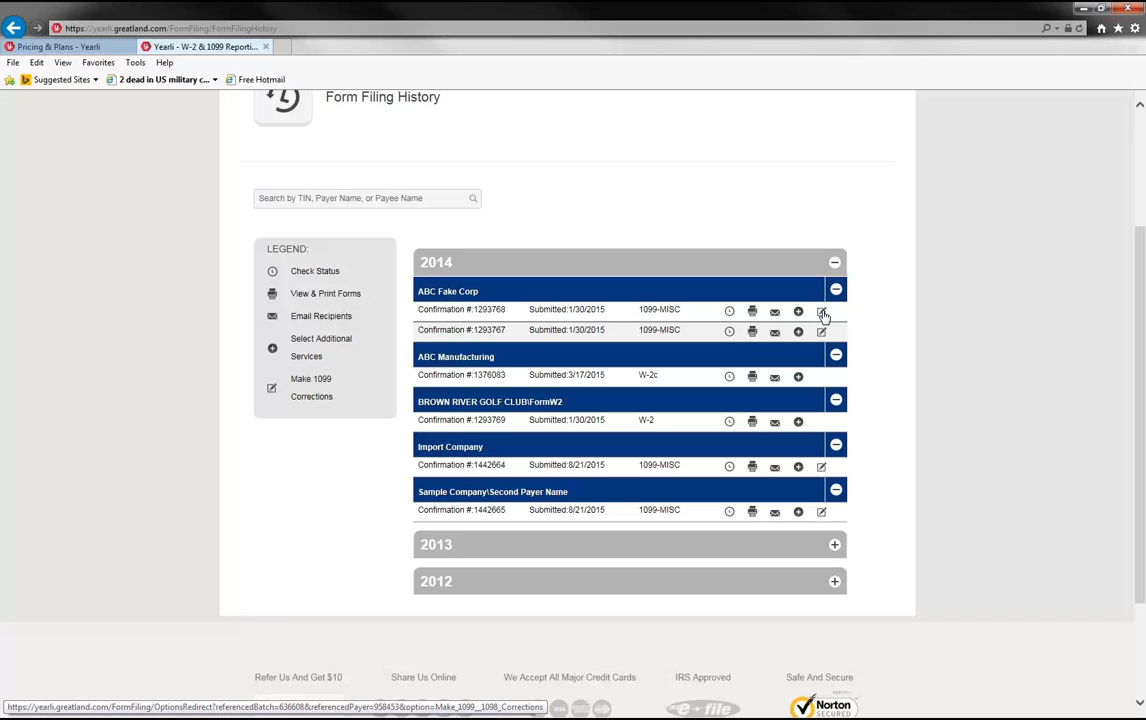 https://yearli.greatland.com/FormFiling/FormFilingHistory
Pricing & Plans - Yearli
Yearli - W-2 & 1099 Reporti...
File Edit View Favorites Tools Help
Suggested Sites 2 dead in US military c... Free Hotmail
Form Filing History
Search by TIN, Payer Name, or Payee Name
LEGEND:
Check Status
View & Print Forms
Email Recipients
Select Additional
Services
Make 1099
Corrections
2014
ABC Fake Corp
Confirmation #:1293768 Submitted:1/30/2015 1099-MISC
Confirmation #:1293767 Submitted:1/30/2015 1099-MISC
ABC Manufacturing
Confirmation #:1376083 Submitted:3/17/2015 W-2c
BROWN RIVER GOLF CLUB\FormW2
Confirmation #:1293769 Submitted:1/30/2015 W-2
Import Company
Confirmation #:1442664 Submitted:8/21/2015 1099-MISC
Sample Company\Second Payer Name
Confirmation #:1442665 Submitted:8/21/2015 1099-MISC
2013
2012
Refer Us And Get $10 Share Us Online We Accept All Major Credit Cards IRS Approved Safe And Secure
https://yearli.greatland.com/FormFiling/OptionsRedirect?referencedBatch=636608&referencedPayer=958453&option=Make_1099__1098_Corrections
VISA
e-file
Norton
SECURED